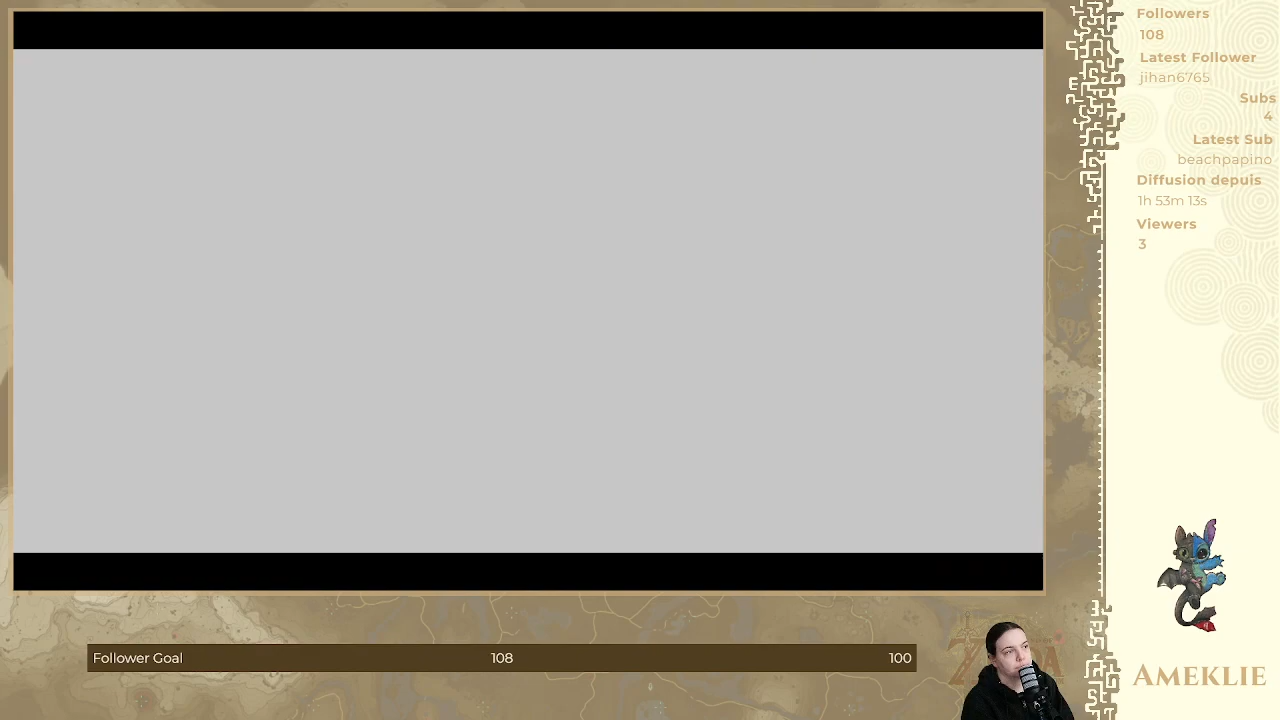 Followers
108
Latest Follower
jihan6765
Subs
4
Latest Sub
beachpapino
Diffusion depuis
1h 53m 13s
Viewers
3
Follower Goal 108 100
AMEKLIE